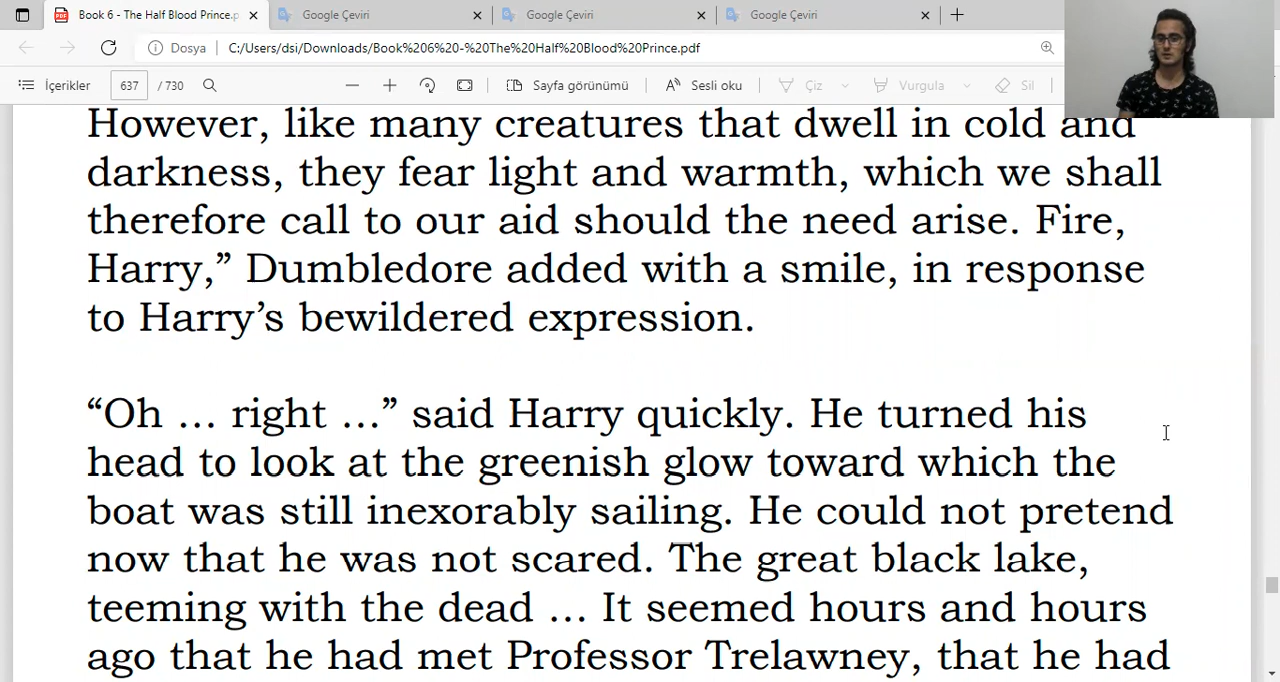 Book 6 - The Half Blood Prince.p
Google Çeviri
Google Çeviri
Google Çeviri
Dosya
C:/Users/dsi/Downloads/Book%206%20-%20The%20Half%20Blood%20Prince.pdf
İçerikler
637
/ 730
Sayfa görünümü
Sesli oku
Çiz
Vurgula
Sil
However, like many creatures that dwell in cold and
darkness, they fear light and warmth, which we shall
therefore call to our aid should the need arise. Fire,
Harry,” Dumbledore added with a smile, in response
to Harry’s bewildered expression.
“Oh … right …” said Harry quickly. He turned his
head to look at the greenish glow toward which the
boat was still inexorably sailing. He could not pretend
now that he was not scared. The great black lake,
teeming with the dead … It seemed hours and hours
ago that he had met Professor Trelawney, that he had